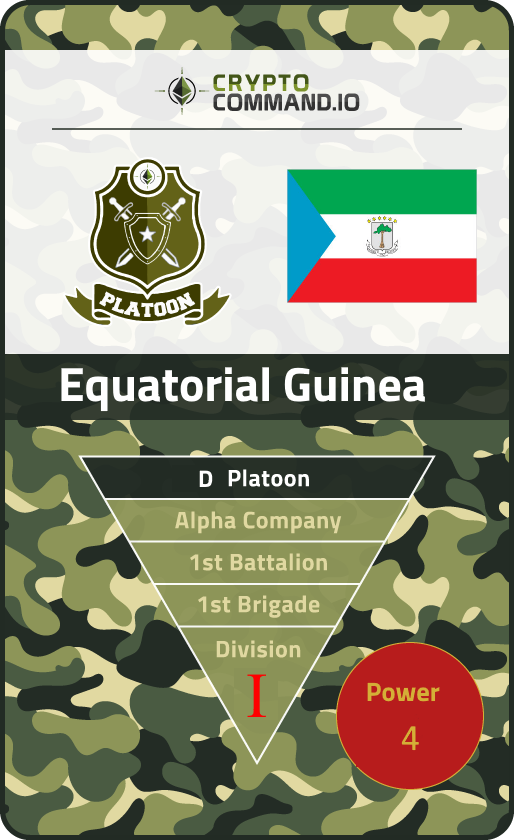 CRYPTO
COMMAND.IO
PLATOON
Equatorial Guinea
D Platoon
Alpha Company
1st Battalion
1st Brigade
Division
I
Power
4